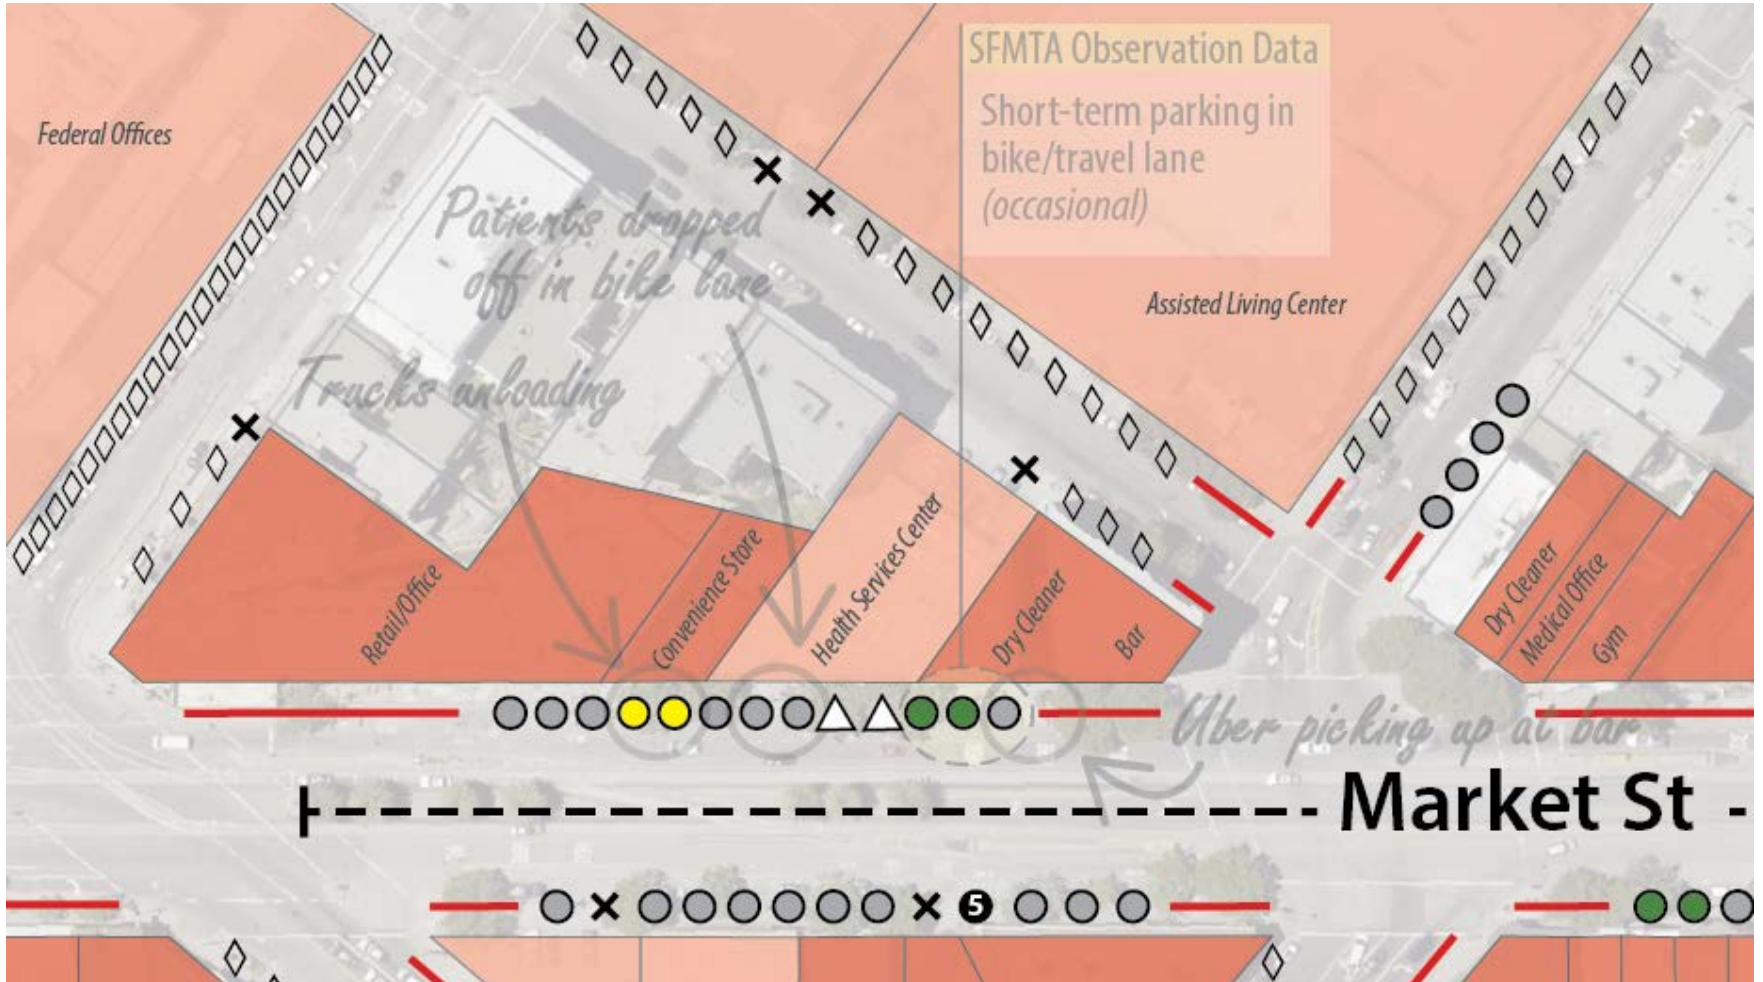 SFMTA Observation Data
Short-term parking in
bike/travel lane
(occasional)
Federal Offices
Patients dropped
off in bike lane
Trucks unloading
Assisted Living Center
Retail/Office
Convenience Store
Health Services Center
Dry Cleaner
Bar
Dry Cleaner
Medical Office
Gym
Uber picking up at bar
Market St
5